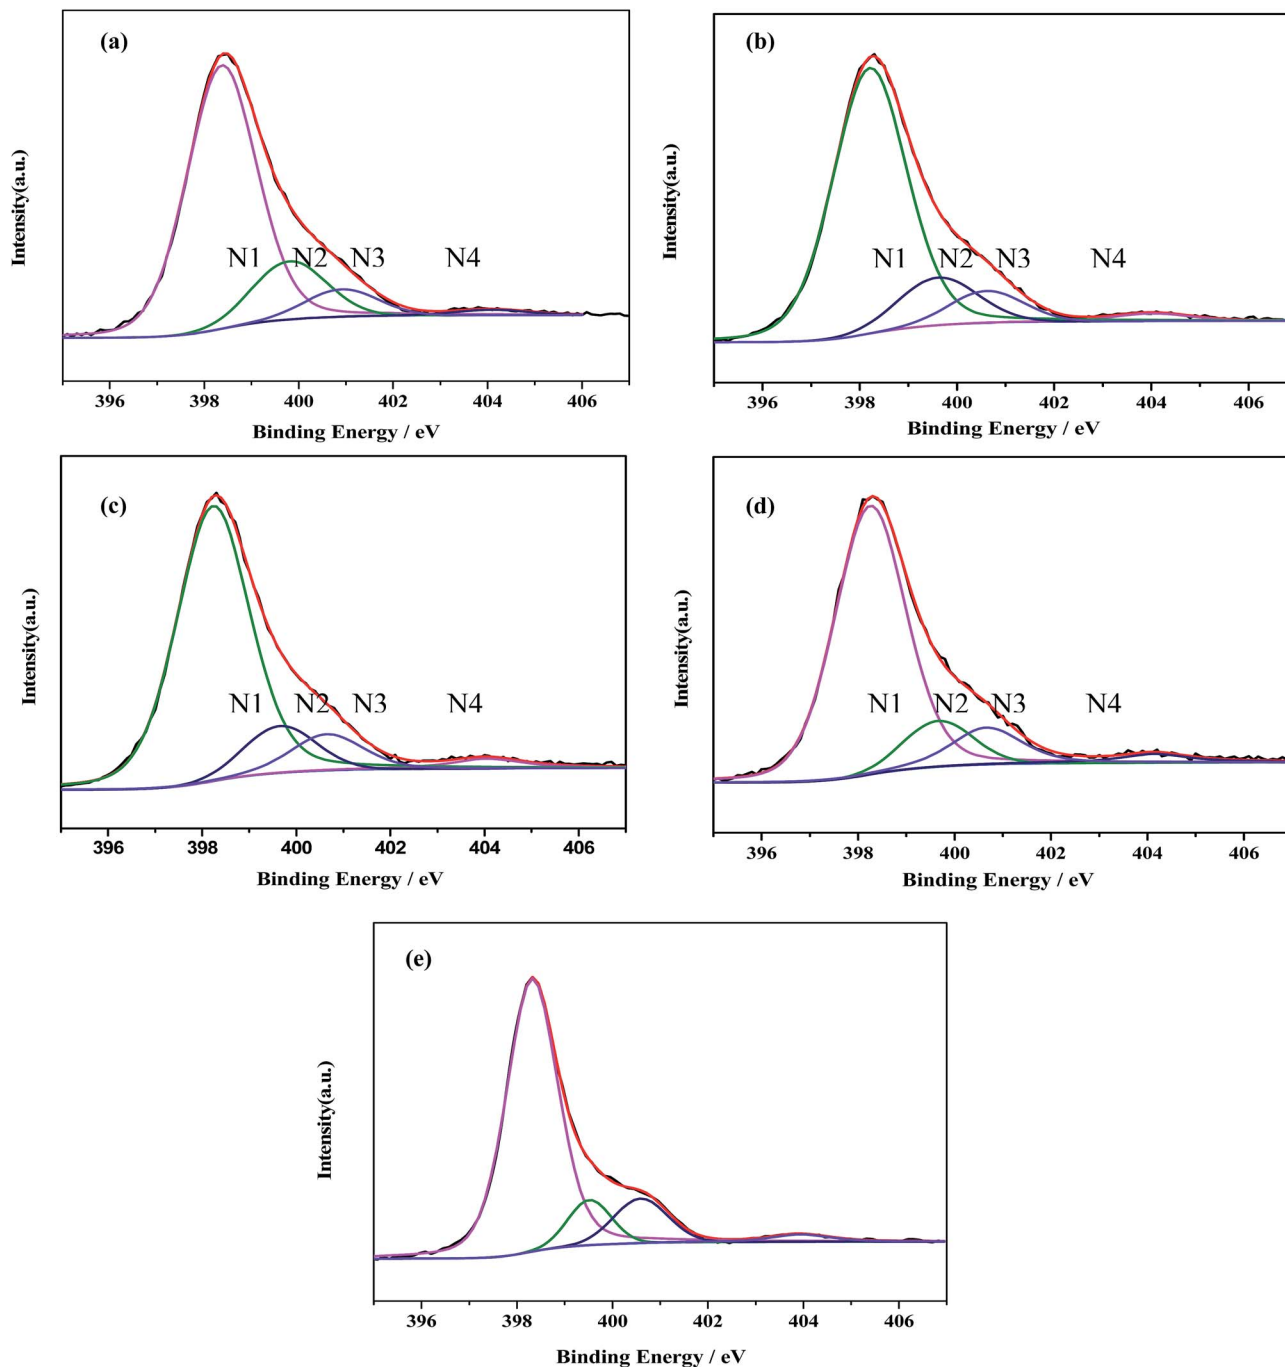 (a)
Intensity(a.u.)
N1 N2 N3 N4
396 398 400 402 404 406
Binding Energy / eV
(b)
Intensity(a.u.)
N1 N2 N3 N4
396 398 400 402 404 406
Binding Energy / eV
(c)
Intensity(a.u.)
N1 N2 N3 N4
396 398 400 402 404 406
Binding Energy / eV
(d)
Intensity(a.u.)
N1 N2 N3 N4
396 398 400 402 404 406
Binding Energy / eV
(e)
Intensity(a.u.)
396 398 400 402 404 406
Binding Energy / eV